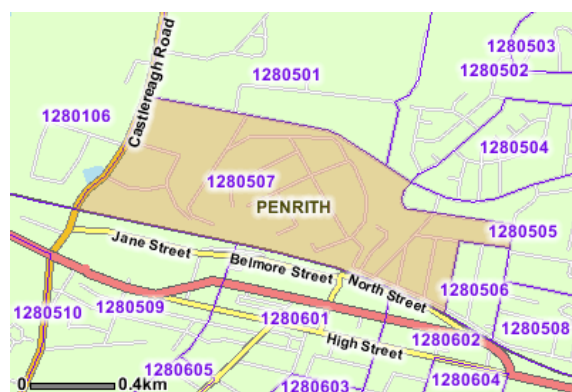 1280503
1280502
1280501
Castlereagh Road
1280106
1280504
1280507
PENRITH
1280505
Jane Street
Belmore Street
North Street
1280506
1280510
1280509
1280601
High Street
1280602
1280508
1280605
1280603
1280604
0 0.4km